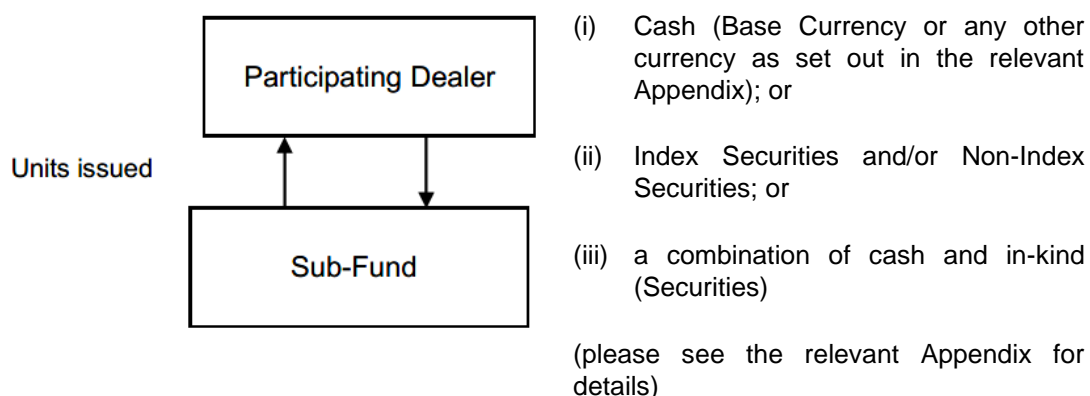 Participating Dealer
Units issued
Sub-Fund
(i) Cash (Base Currency or any other
currency as set out in the relevant
Appendix); or
(ii) Index Securities and/or Non-Index
Securities; or
(iii) a combination of cash and in-kind
(Securities)
(please see the relevant Appendix for
details)